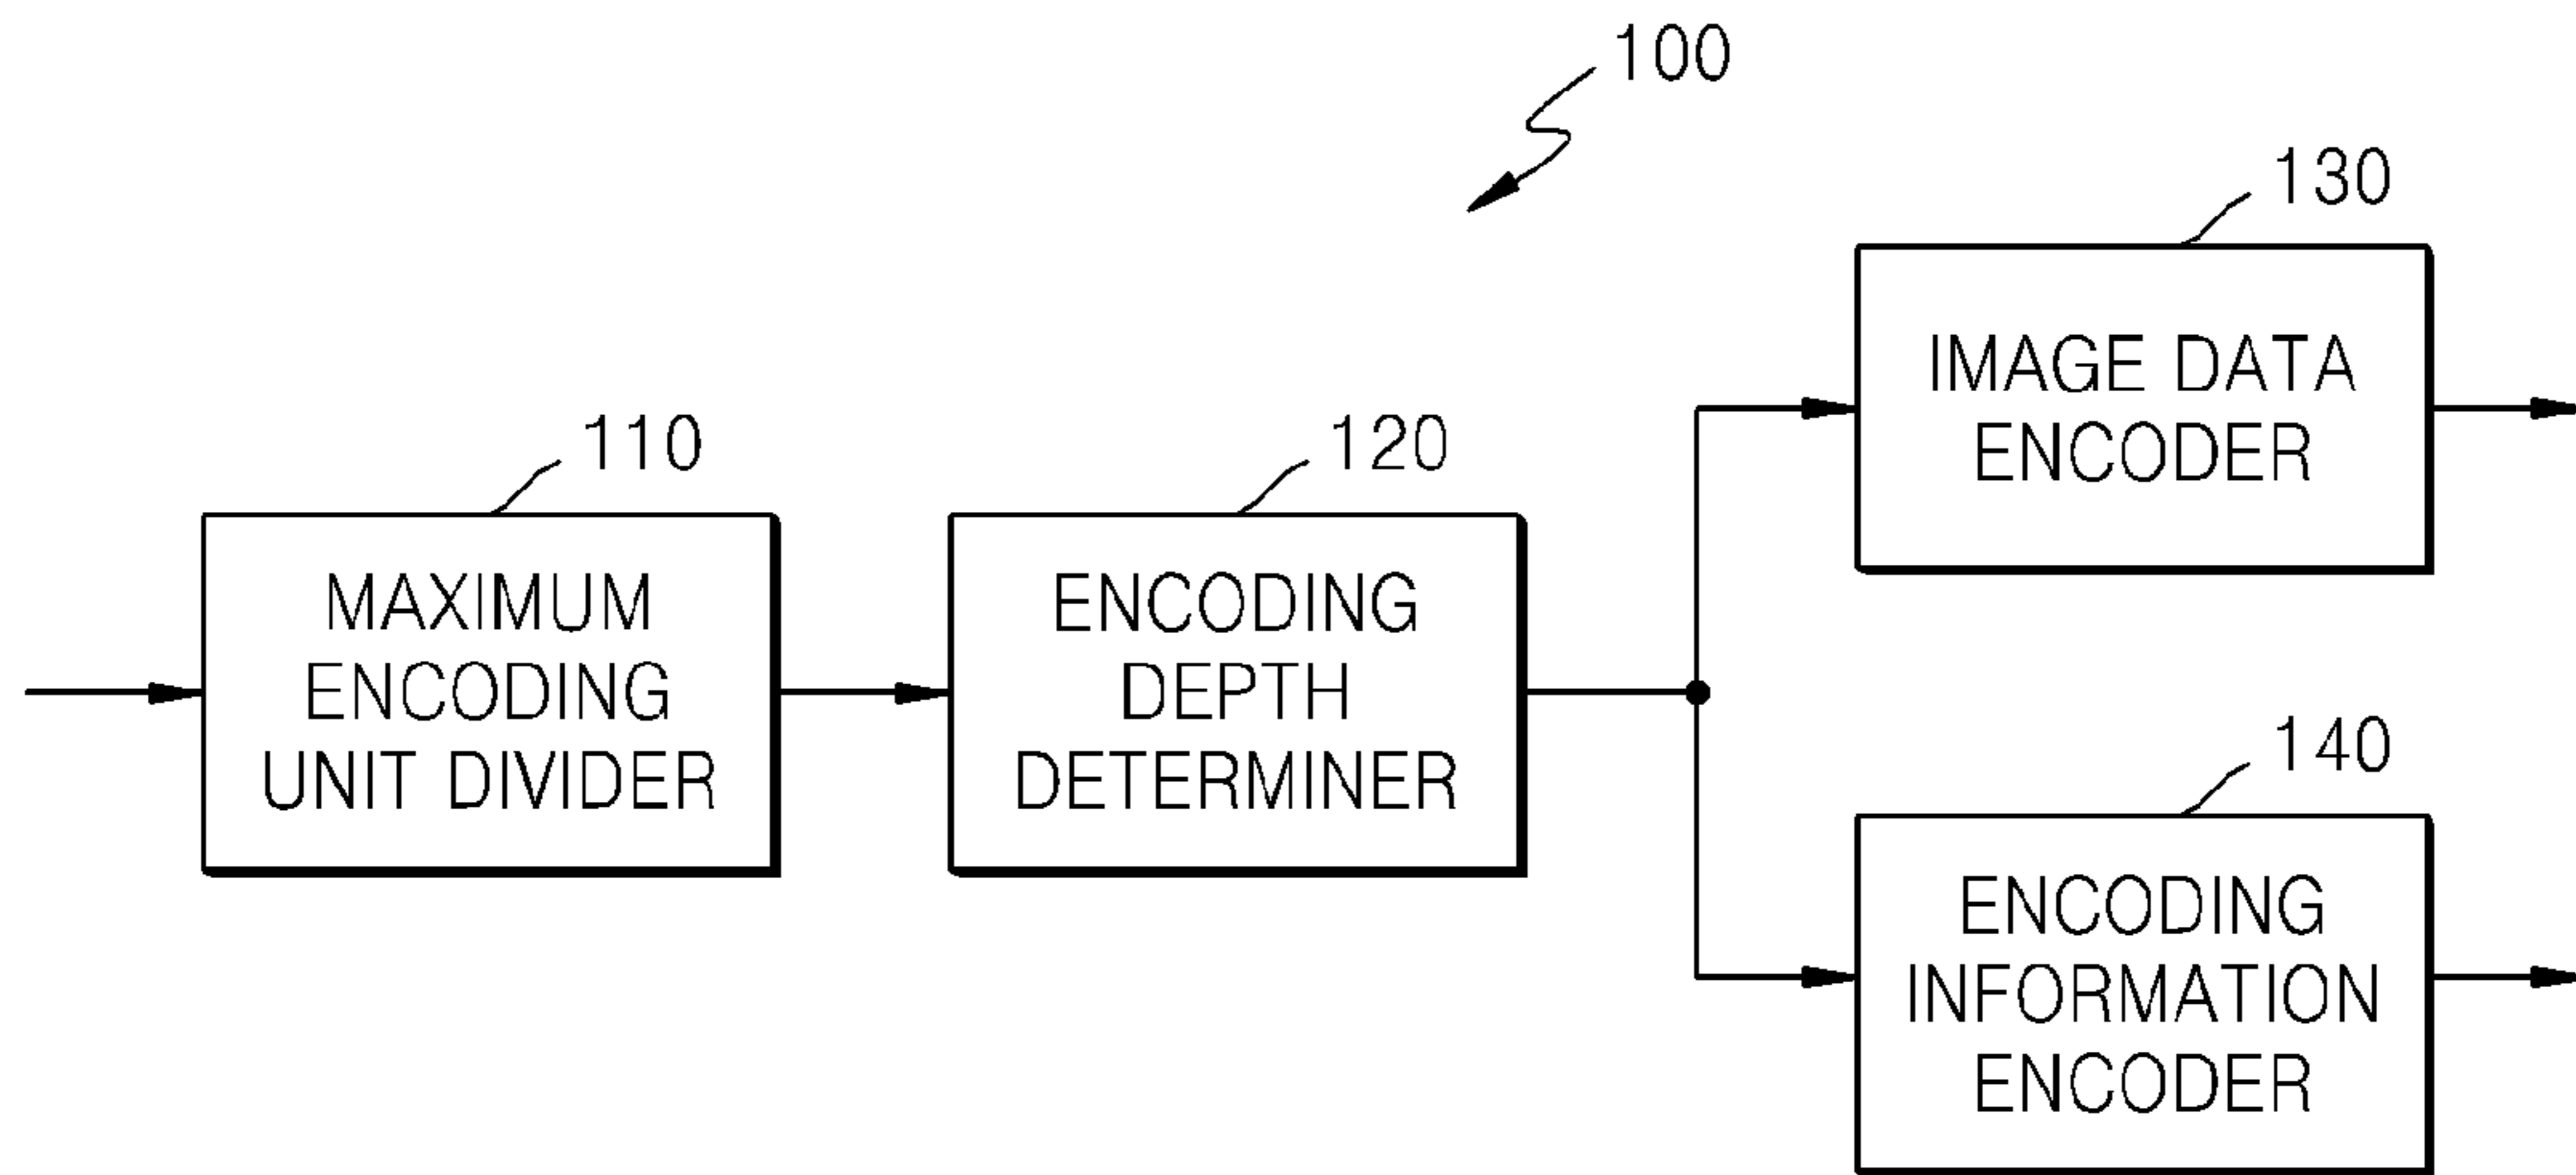 100
110
MAXIMUM
ENCODING
UNIT DIVIDER
120
ENCODING
DEPTH
DETERMINER
130
IMAGE DATA
ENCODER
140
ENCODING
INFORMATION
ENCODER